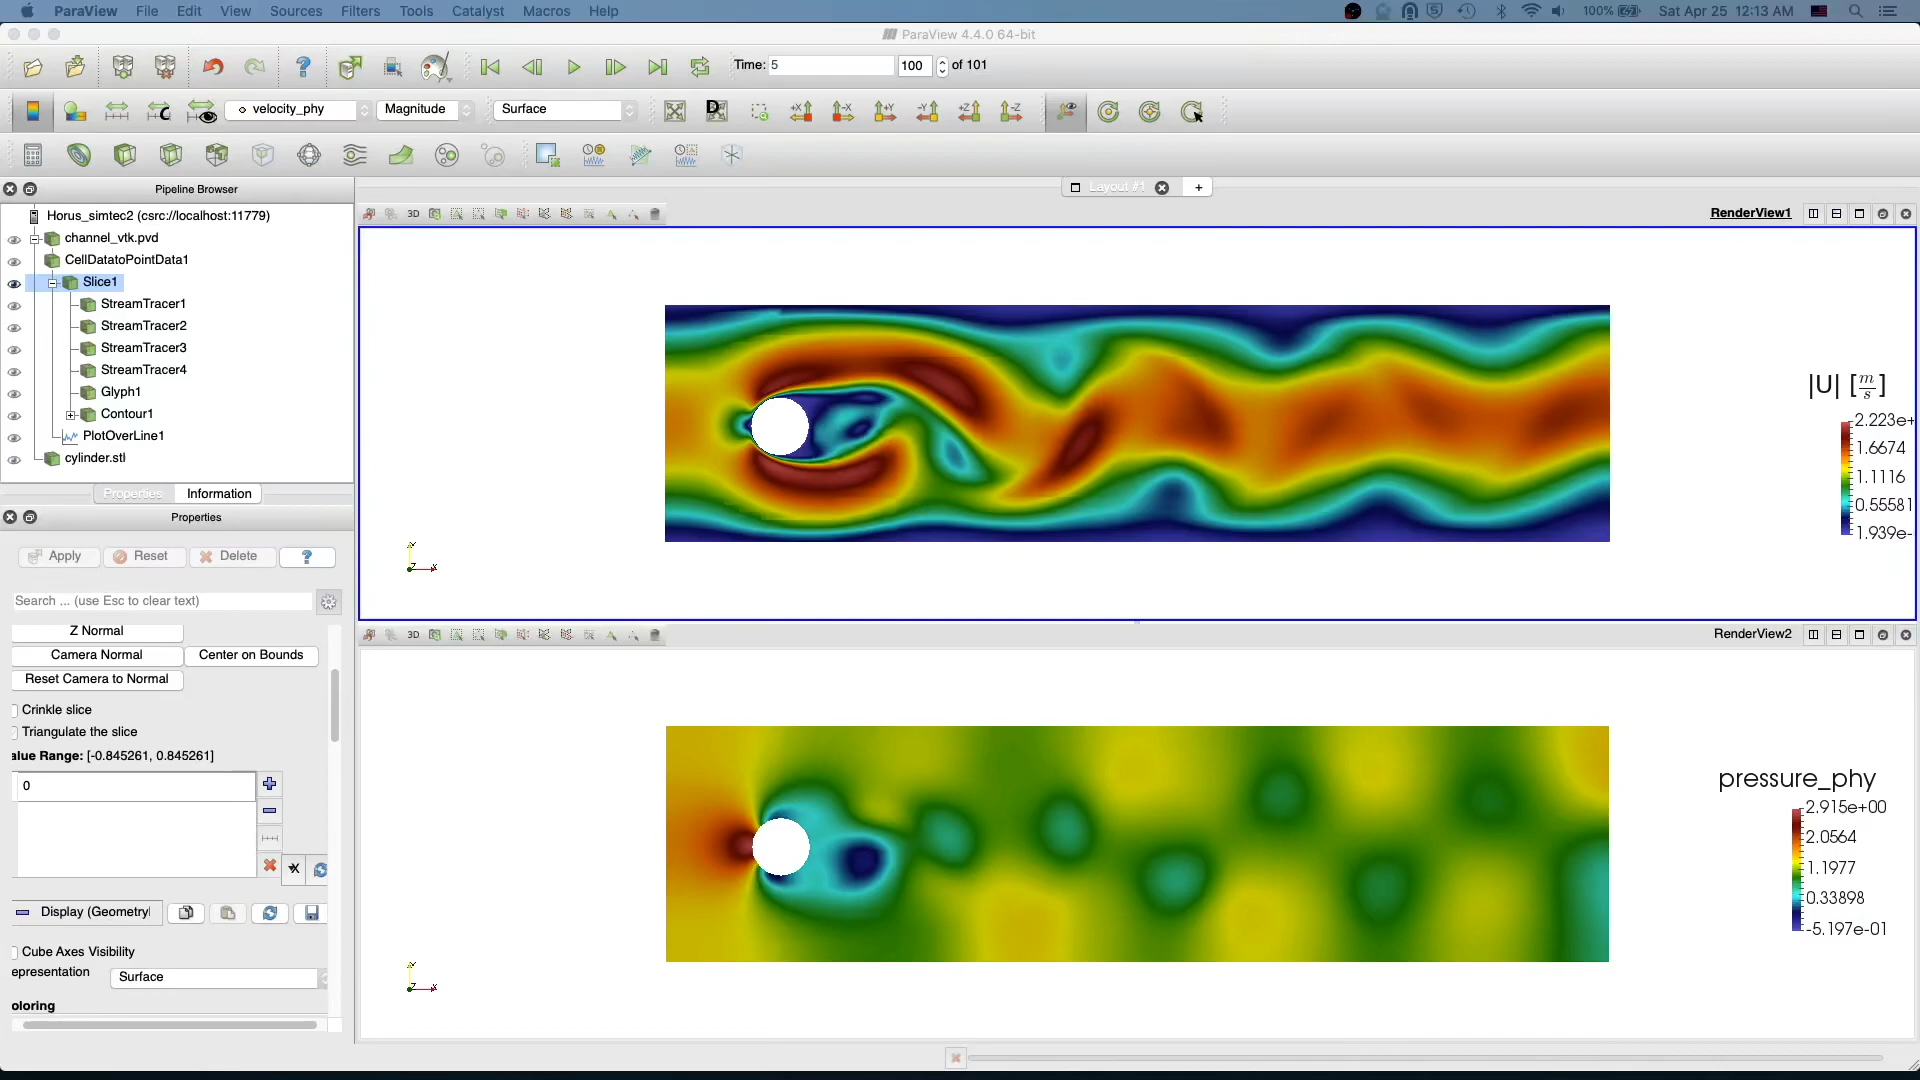 ParaView File Edit View Sources Filters Tools Catalyst Macros Help 100% Sat Apr 25 12:13 AM
ParaView 4.4.0 64-bit
Time: 5 100 of 101
velocity_phy Magnitude Surface D +X -X +Y -Y +Z -Z
Pipeline Browser
Layout #1 +
Horus_simtec2 (csrc://localhost:11779)
3D RenderView1
channel_vtk.pvd
CellDatatoPointData1
Slice1
StreamTracer1
StreamTracer2
StreamTracer3
StreamTracer4
Glyph1
Contour1
PlotOverLine1
cylinder.stl
|U| [m/s]
2.223e+
1.6674
1.1116
0.55581
1.939e-
Properties Information
Properties
Apply Reset Delete ?
Search ... (use Esc to clear text)
Z Normal
Camera Normal Center on Bounds
Reset Camera to Normal
Crinkle slice
Triangulate the slice
alue Range: [-0.845261, 0.845261]
0
Display (Geometry
Cube Axes Visibility
epresentation Surface
oloring
3D RenderView2
pressure_phy
2.915e+00
2.0564
1.1977
0.33898
-5.197e-01